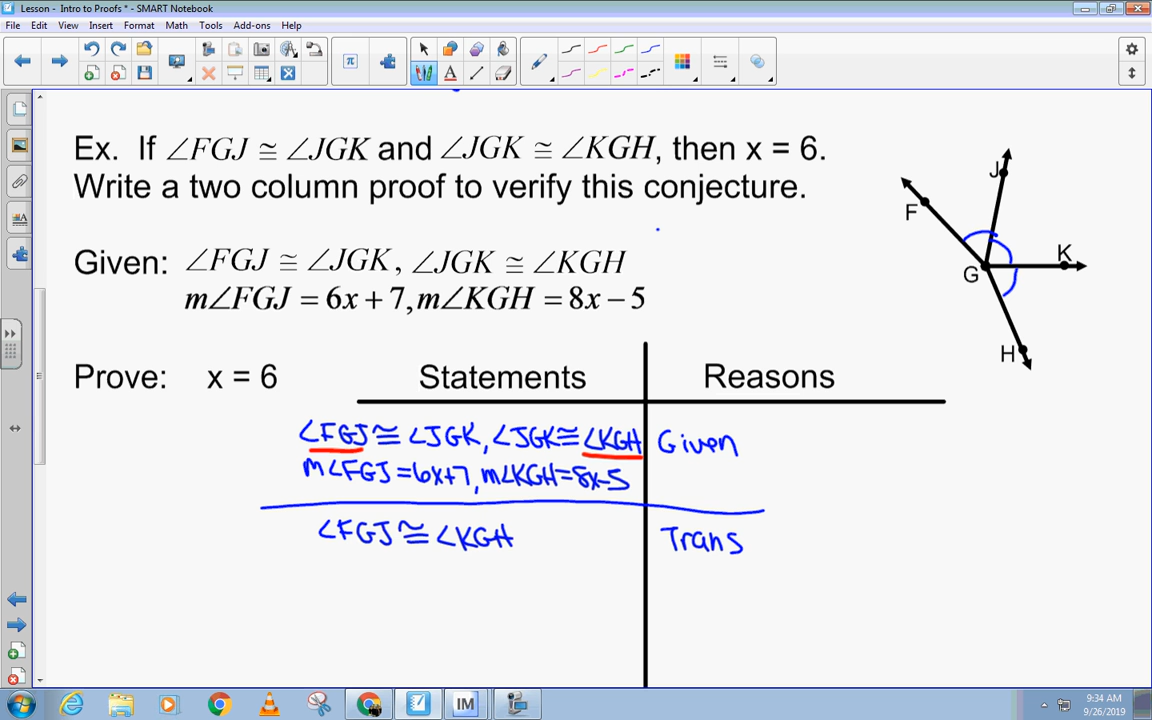 Lesson - Intro to Proofs * - SMART Notebook
File Edit View Insert Format Math Tools Add-ons Help
Ex. If ∠FGJ ≅ ∠JGK and ∠JGK ≅ ∠KGH, then x = 6.
Write a two column proof to verify this conjecture.
Given: ∠FGJ ≅ ∠JGK, ∠JGK ≅ ∠KGH
m∠FGJ = 6x + 7, m∠KGH = 8x − 5
J
F
K
G
H
Prove: x = 6
Statements Reasons
∠FGJ ≅ ∠JGK, ∠JGK ≅ ∠KGH Given
m∠FGJ = 6x+7, m∠KGH = 8x-5
∠FGJ ≅ ∠KGH Trans
IM
9:34 AM
9/26/2019